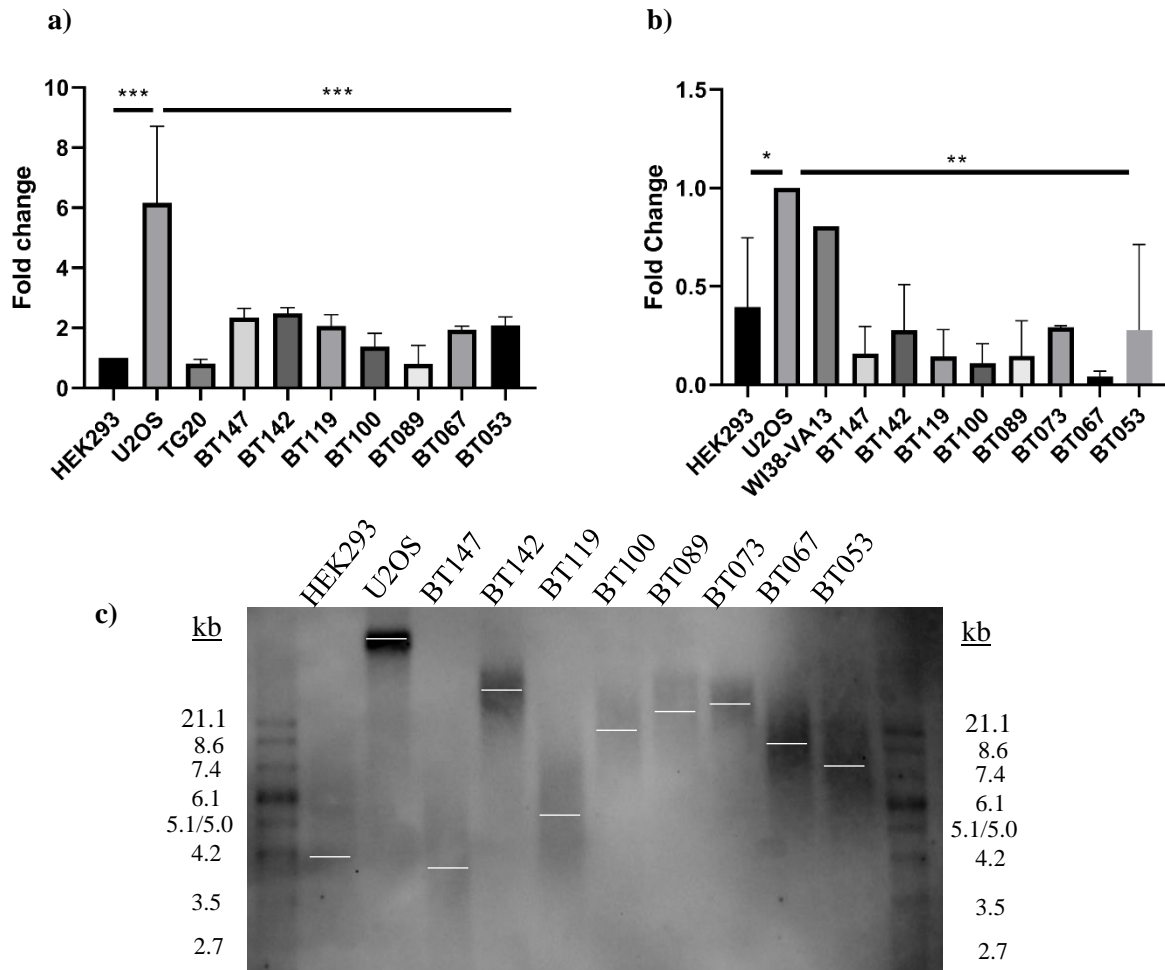 a)
Fold change
10
8
6
4
2
0
***
***
HEK293
U2OS
TG20
BT147
BT142
BT119
BT100
BT089
BT067
BT053
b)
Fold Change
1.5
1.0
0.5
0.0
*
**
HEK293
U2OS
WI38-VA13
BT147
BT142
BT119
BT100
BT089
BT073
BT067
BT053
c)
HEK293
U2OS
BT147
BT142
BT119
BT100
BT089
BT073
BT067
BT053
kb
21.1
8.6
7.4
6.1
5.1/5.0
4.2
3.5
2.7
kb
21.1
8.6
7.4
6.1
5.1/5.0
4.2
3.5
2.7